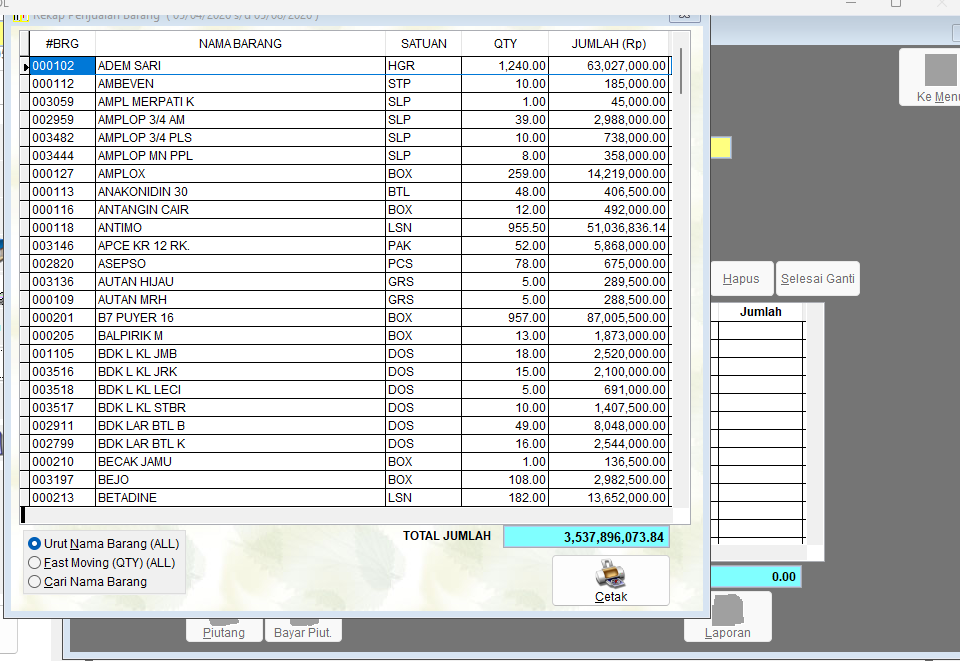 Rekap Penjualan Barang ( 05/04/2020 s/d 05/06/2020 )
#BRG NAMA BARANG SATUAN QTY JUMLAH (Rp)
000102 ADEM SARI HGR 1,240.00 63,027,000.00
000112 AMBEVEN STP 10.00 185,000.00
003059 AMPL MERPATI K SLP 1.00 45,000.00
002959 AMPLOP 3/4 AM SLP 39.00 2,988,000.00
003482 AMPLOP 3/4 PLS SLP 10.00 738,000.00
003444 AMPLOP MN PPL SLP 8.00 358,000.00
000127 AMPLOX BOX 259.00 14,219,000.00
000113 ANAKONIDIN 30 BTL 48.00 406,500.00
000116 ANTANGIN CAIR BOX 12.00 492,000.00
000118 ANTIMO LSN 955.50 51,036,836.14
003146 APCE KR 12 RK. PAK 52.00 5,868,000.00
002820 ASEPSO PCS 78.00 675,000.00
003136 AUTAN HIJAU GRS 5.00 289,500.00
000109 AUTAN MRH GRS 5.00 288,500.00
000201 B7 PUYER 16 BOX 957.00 87,005,500.00
000205 BALPIRIK M BOX 13.00 1,873,000.00
001105 BDK L KL JMB DOS 18.00 2,520,000.00
003516 BDK L KL JRK DOS 15.00 2,100,000.00
003518 BDK L KL LECI DOS 5.00 691,000.00
003517 BDK L KL STBR DOS 10.00 1,407,500.00
002911 BDK LAR BTL B DOS 49.00 8,048,000.00
002799 BDK LAR BTL K DOS 16.00 2,544,000.00
000210 BECAK JAMU BOX 1.00 136,500.00
003197 BEJO BOX 108.00 2,982,500.00
000213 BETADINE LSN 182.00 13,652,000.00
TOTAL JUMLAH 3,537,896,073.84
Urut Nama Barang (ALL)
Fast Moving (QTY) (ALL)
Cari Nama Barang
Cetak
Ke Menu
Hapus Selesai Ganti
Jumlah
0.00
Piutang Bayar Piut. Laporan